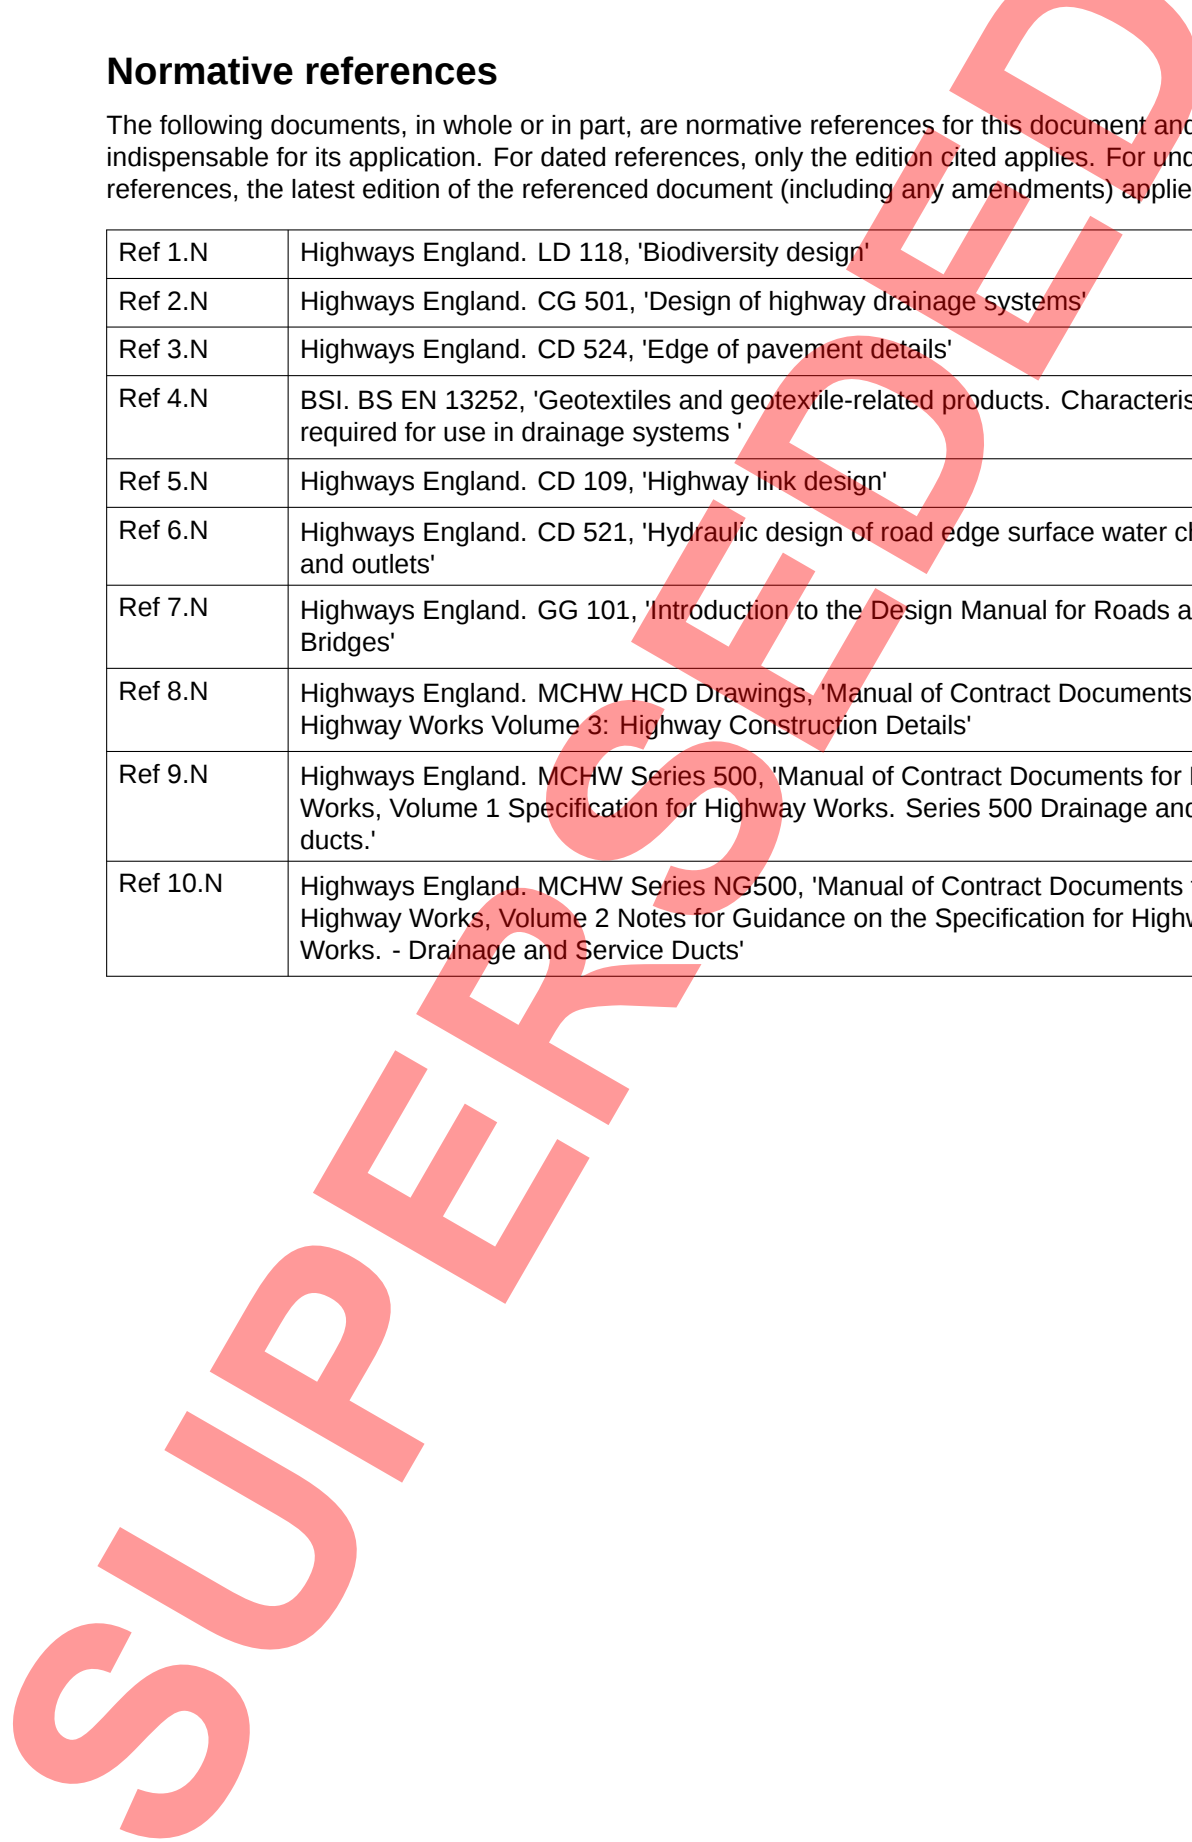 Normative references
The following documents, in whole or in part, are normative references for this document and
indispensable for its application. For dated references, only the edition cited applies. For
references, the latest edition of the referenced document (including any amendments)
Ref 1.N Highways England. LD 118, 'Biodiversity design'
Ref 2.N Highways England. CG 501, 'Design of highway drainage systems'
Ref 3.N Highways England. CD 524, 'Edge of pavement details'
Ref 4.N BSI. BS EN 13252, 'Geotextiles and geotextile-related products.
required for use in drainage systems '
Ref 5.N Highways England. CD 109, 'Highway link design'
Ref 6.N Highways England. CD 521, 'Hydraulic design of road edge surface water
and outlets'
Ref 7.N Highways England. GG 101, 'Introduction to the Design Manual for Roads
Bridges'
Ref 8.N Highways England. MCHW HCD Drawings, 'Manual of Contract Documents
Highway Works Volume 3: Highway Construction Details'
Ref 9.N Highways England. MCHW Series 500, 'Manual of Contract Documents for
Works, Volume 1 Specification for Highway Works. Series 500 Drainage and
ducts.'
Ref 10.N Highways England. MCHW Series NG500, 'Manual of Contract Documents
Highway Works, Volume 2 Notes for Guidance on the Specification for
Works. - Drainage and Service Ducts'
SUPERSEDED